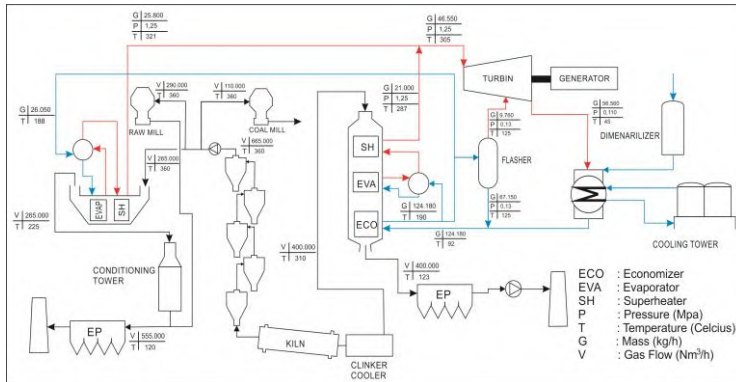 G 25.800
P 1,25
T 321
G 46.550
P 1,25
T 305
TURBIN
GENERATOR
V 290.000
T 360
V 110.000
T 360
G 21.000
P 1,25
T 287
G 26.050
T 188
RAW MILL
COAL MILL
G 9.760
P 0,13
T 125
G 56.560
P 0,110
T 45
DIMENARILIZER
V 665.000
T 360
V 265.000
T 360
SH
FLASHER
EVAP
SH
EVA
G 124.180
T 190
G 67.150
P 0,13
T 125
V 265.000
T 225
ECO
G 124.180
T 92
COOLING TOWER
CONDITIONING
TOWER
V 400.000
T 310
V 400.000
T 123
ECO : Economizer
EVA : Evaporator
SH : Superheater
P : Pressure (Mpa)
T : Temperature (Celcius)
G : Mass (kg/h)
V : Gas Flow (Nm³/h)
EP
EP
V 555.000
T 120
KILN
CLINKER
COOLER